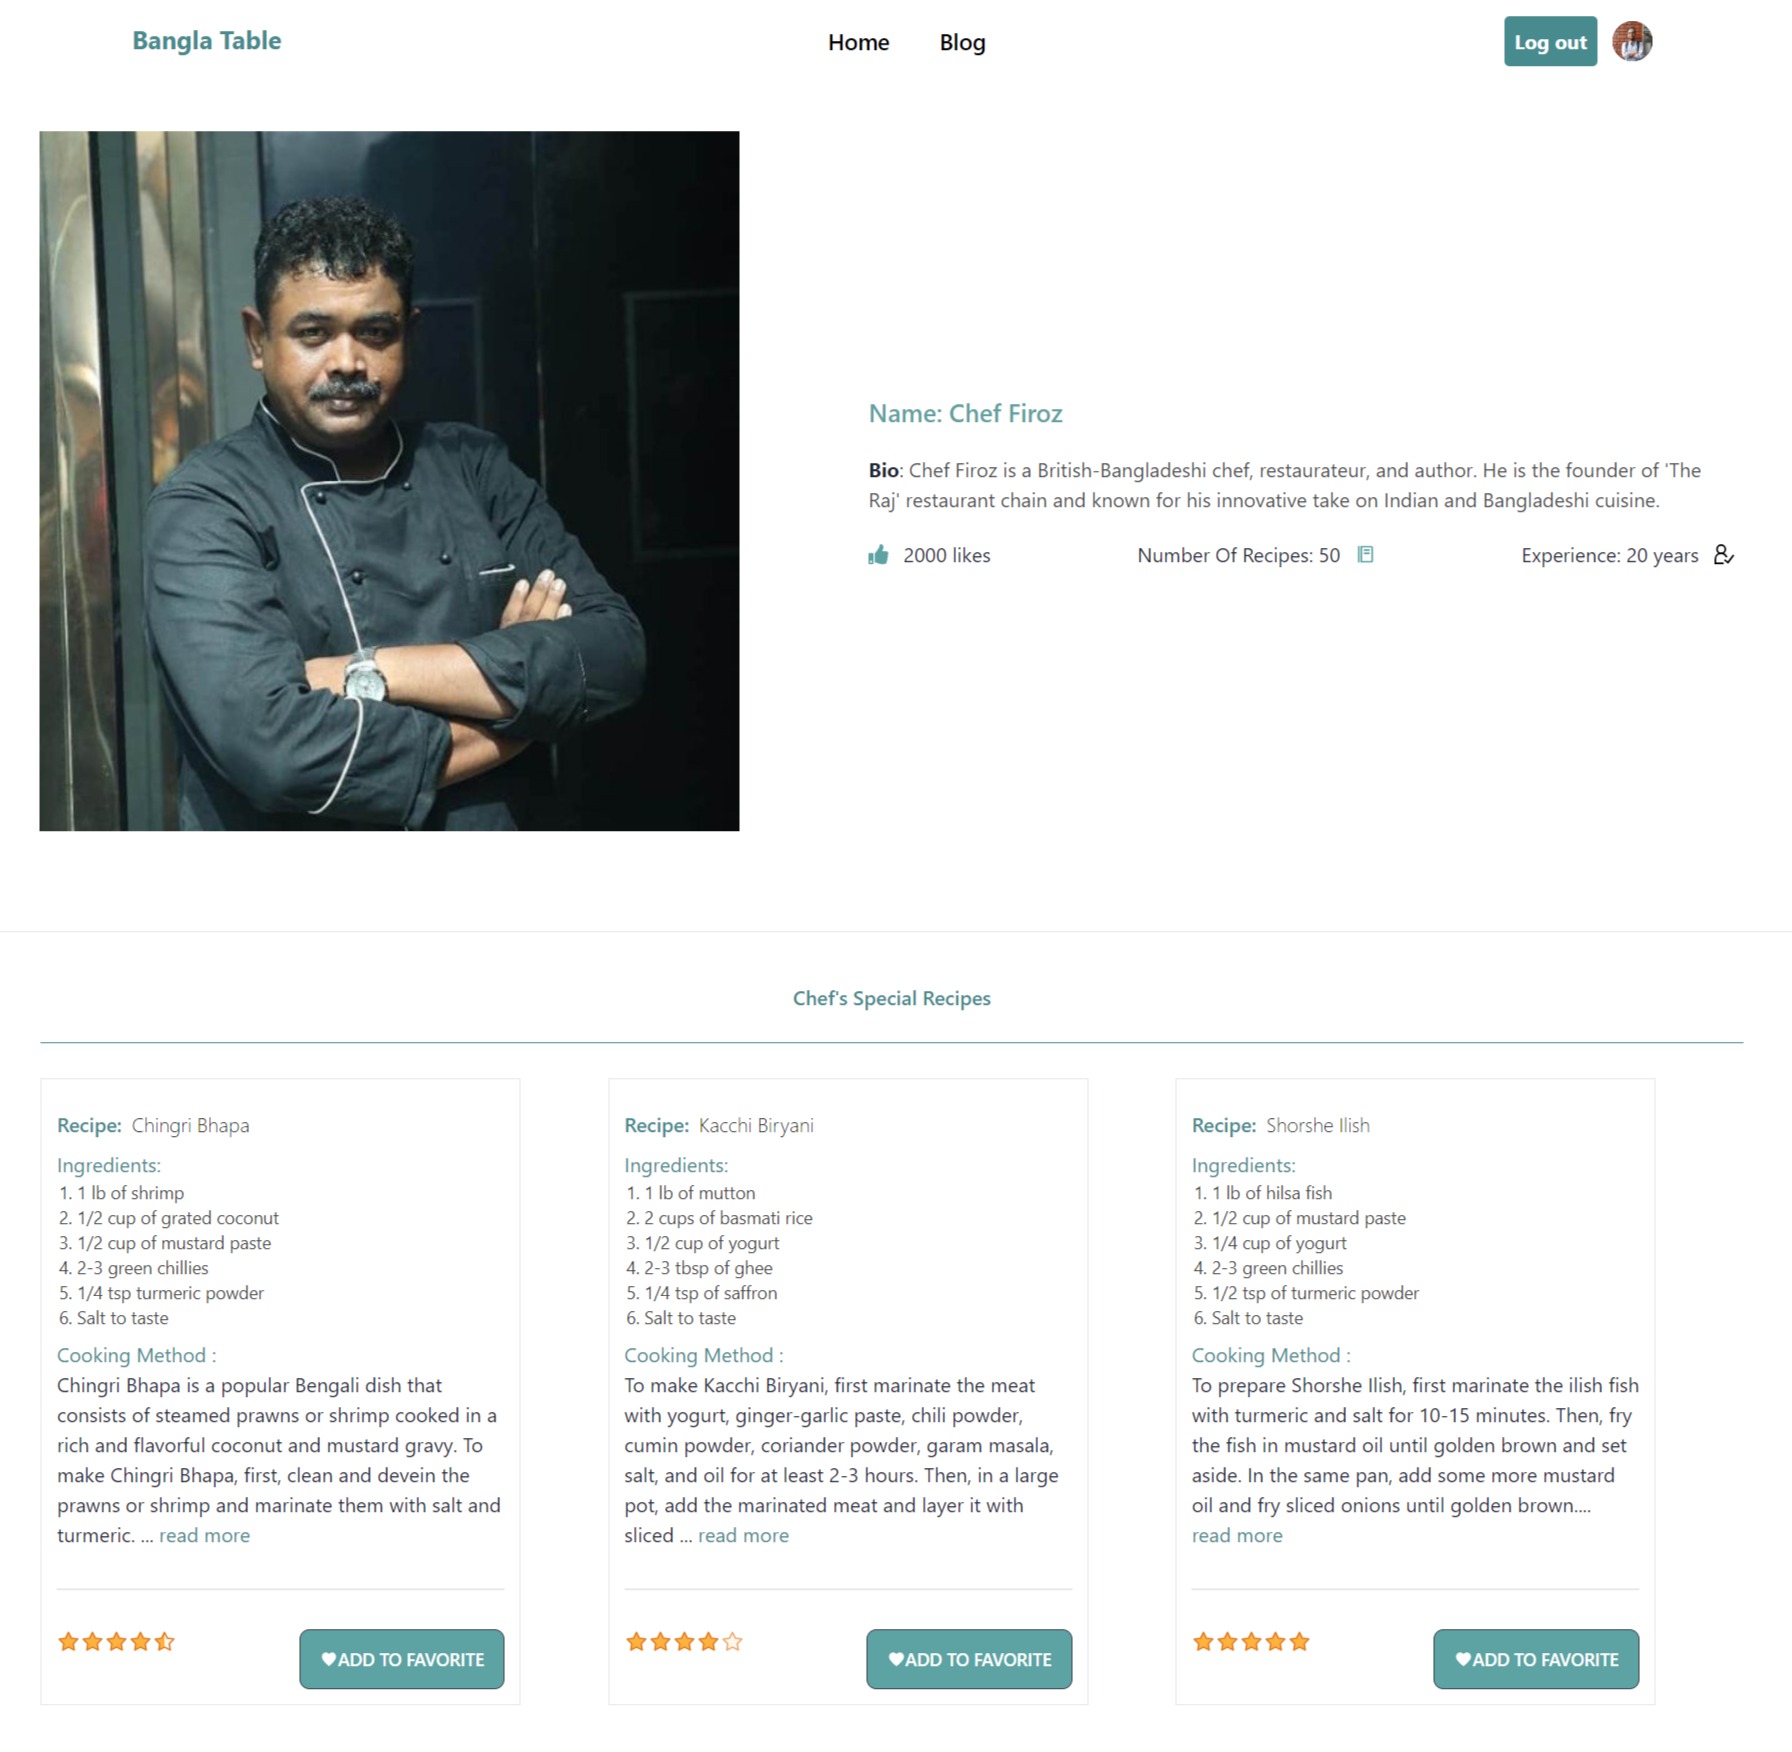 Bangla Table
Home
Blog
Log out
Name: Chef Firoz
Bio: Chef Firoz is a British-Bangladeshi chef, restaurateur, and author. He is the founder of 'The
Raj' restaurant chain and known for his innovative take on Indian and Bangladeshi cuisine.
2000 likes
Number Of Recipes: 50
Experience: 20 years
Chef's Special Recipes
Recipe: Chingri Bhapa
Ingredients:
1. 1 lb of shrimp
2. 1/2 cup of grated coconut
3. 1/2 cup of mustard paste
4. 2-3 green chillies
5. 1/4 tsp turmeric powder
6. Salt to taste
Cooking Method :
Chingri Bhapa is a popular Bengali dish that
consists of steamed prawns or shrimp cooked in a
rich and flavorful coconut and mustard gravy. To
make Chingri Bhapa, first, clean and devein the
prawns or shrimp and marinate them with salt and
turmeric. ... read more
ADD TO FAVORITE
Recipe: Kacchi Biryani
Ingredients:
1. 1 lb of mutton
2. 2 cups of basmati rice
3. 1/2 cup of yogurt
4. 2-3 tbsp of ghee
5. 1/4 tsp of saffron
6. Salt to taste
Cooking Method :
To make Kacchi Biryani, first marinate the meat
with yogurt, ginger-garlic paste, chili powder,
cumin powder, coriander powder, garam masala,
salt, and oil for at least 2-3 hours. Then, in a large
pot, add the marinated meat and layer it with
sliced ... read more
ADD TO FAVORITE
Recipe: Shorshe Ilish
Ingredients:
1. 1 lb of hilsa fish
2. 1/2 cup of mustard paste
3. 1/4 cup of yogurt
4. 2-3 green chillies
5. 1/2 tsp of turmeric powder
6. Salt to taste
Cooking Method :
To prepare Shorshe Ilish, first marinate the ilish fish
with turmeric and salt for 10-15 minutes. Then, fry
the fish in mustard oil until golden brown and set
aside. In the same pan, add some more mustard
oil and fry sliced onions until golden brown....
read more
ADD TO FAVORITE